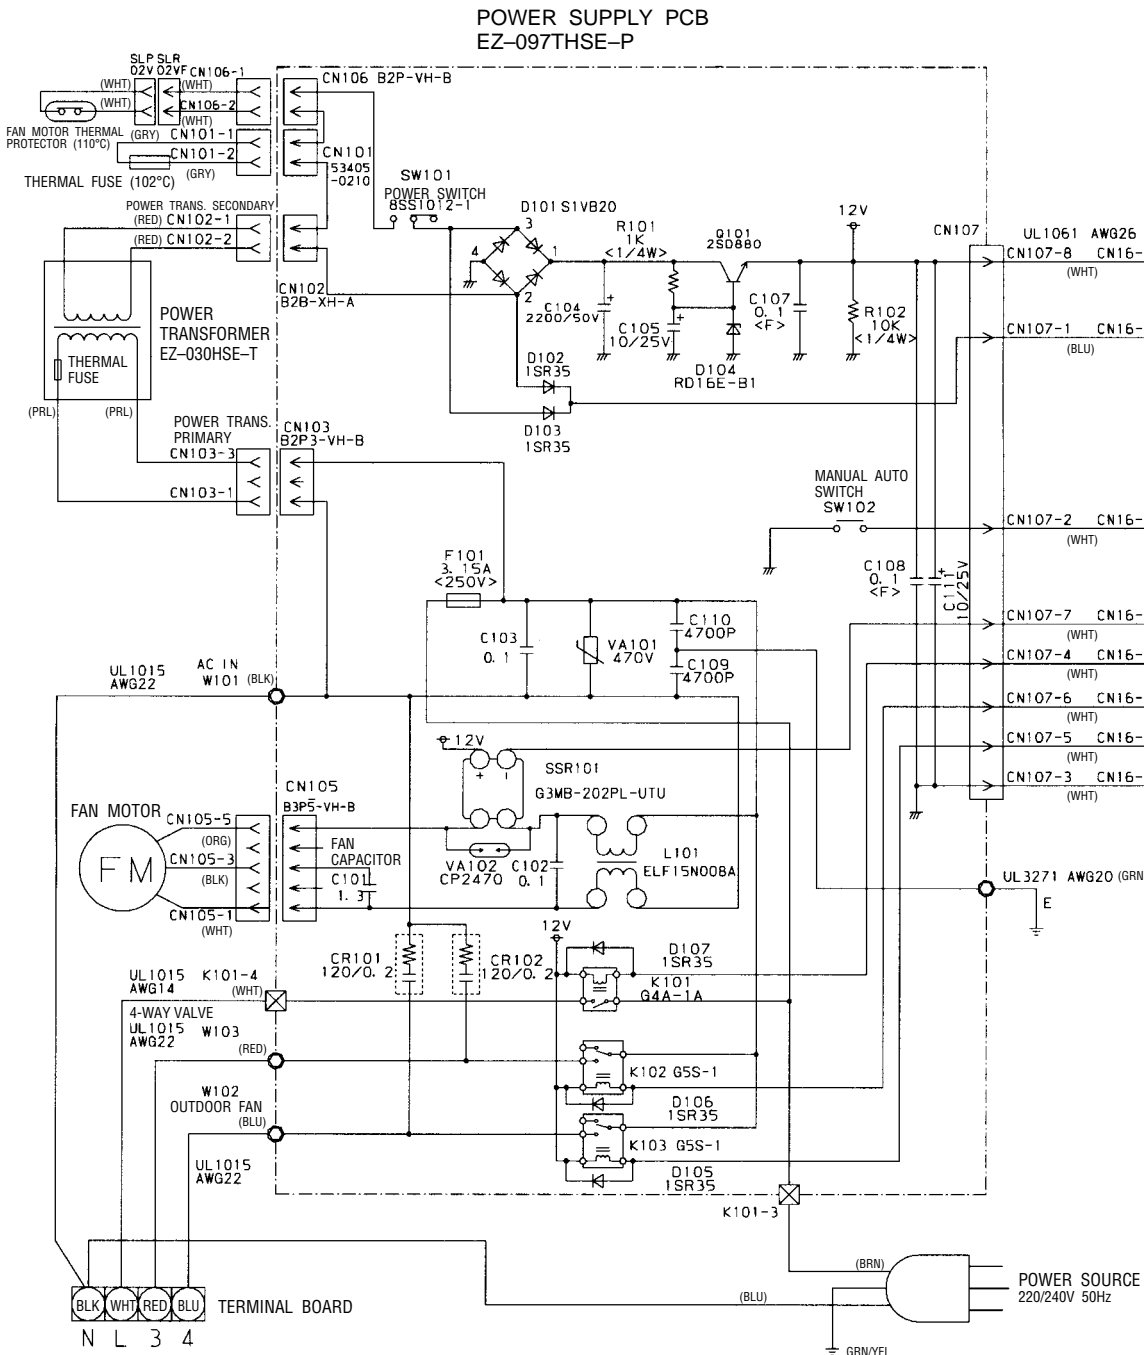 POWER SUPPLY PCB
EZ–097THSE–P
SLP SLR
02V 02VF CN106-1
(WHT)
(WHT)
(WHT)
CN106-2
(WHT)
FAN MOTOR THERMAL
PROTECTOR (110°C)
(GRY) CN101-1
CN101-2
(GRY)
THERMAL FUSE (102°C)
CN106 B2P-VH-B
CN101
53405
-0210
POWER TRANS. SECONDARY
(RED) CN102-1
(RED) CN102-2
CN102
B2B-XH-A
SW101
POWER SWITCH
8SS1012-1
D101 S1VB20
3
4
1
2
R101
1K
<1/4W>
Q101
2SD880
12V
CN107
UL1061 AWG26
CN107-8 CN16-
(WHT)
C104
2200/50V
+
C105
10/25V
+
D104
RD16E-B1
C107
0.1
<F>
R102
10K
<1/4W>
CN107-1 CN16-
(BLU)
POWER
TRANSFORMER
EZ–030HSE–T
THERMAL
FUSE
(PRL)
(PRL)
D102
1SR35
D103
1SR35
POWER TRANS.
PRIMARY
CN103-3
CN103-1
CN103
B2P3-VH-B
MANUAL AUTO
SWITCH
SW102
CN107-2 CN16-
(WHT)
F101
3.15A
<250V>
C108
0.1
<F>
+
C111
10/25V
C103
0.1
VA101
470V
C110
4700P
C109
4700P
CN107-7 CN16-
(WHT)
CN107-4 CN16-
(WHT)
CN107-6 CN16-
(WHT)
CN107-5 CN16-
(WHT)
CN107-3 CN16-
(WHT)
UL1015
AWG22
AC IN
W101 (BLK)
12V
+ −
SSR101
G3MB-202PL-UTU
FAN MOTOR
FM
CN105-5
(ORG)
CN105-3
(BLK)
CN105-1
(WHT)
CN105
B3P5-VH-B
FAN
CAPACITOR
C101
1.3
VA102
CP2470
C102
0.1
L101
ELF15N008A
UL3271 AWG20 (GRN
E
CR101
120/0.2
CR102
120/0.2
12V
D107
1SR35
K101
G4A-1A
UL1015
AWG14
K101-4
(WHT)
4-WAY VALVE
UL1015
AWG22
W103
(RED)
K102 G5S-1
D106
1SR35
W102
OUTDOOR FAN
(BLU)
K103 G5S-1
D105
1SR35
UL1015
AWG22
K101-3
(BRN)
(BLU)
POWER SOURCE
220/240V 50Hz
GRN/YEL
BLK WHT RED BLU
TERMINAL BOARD
N L 3 4